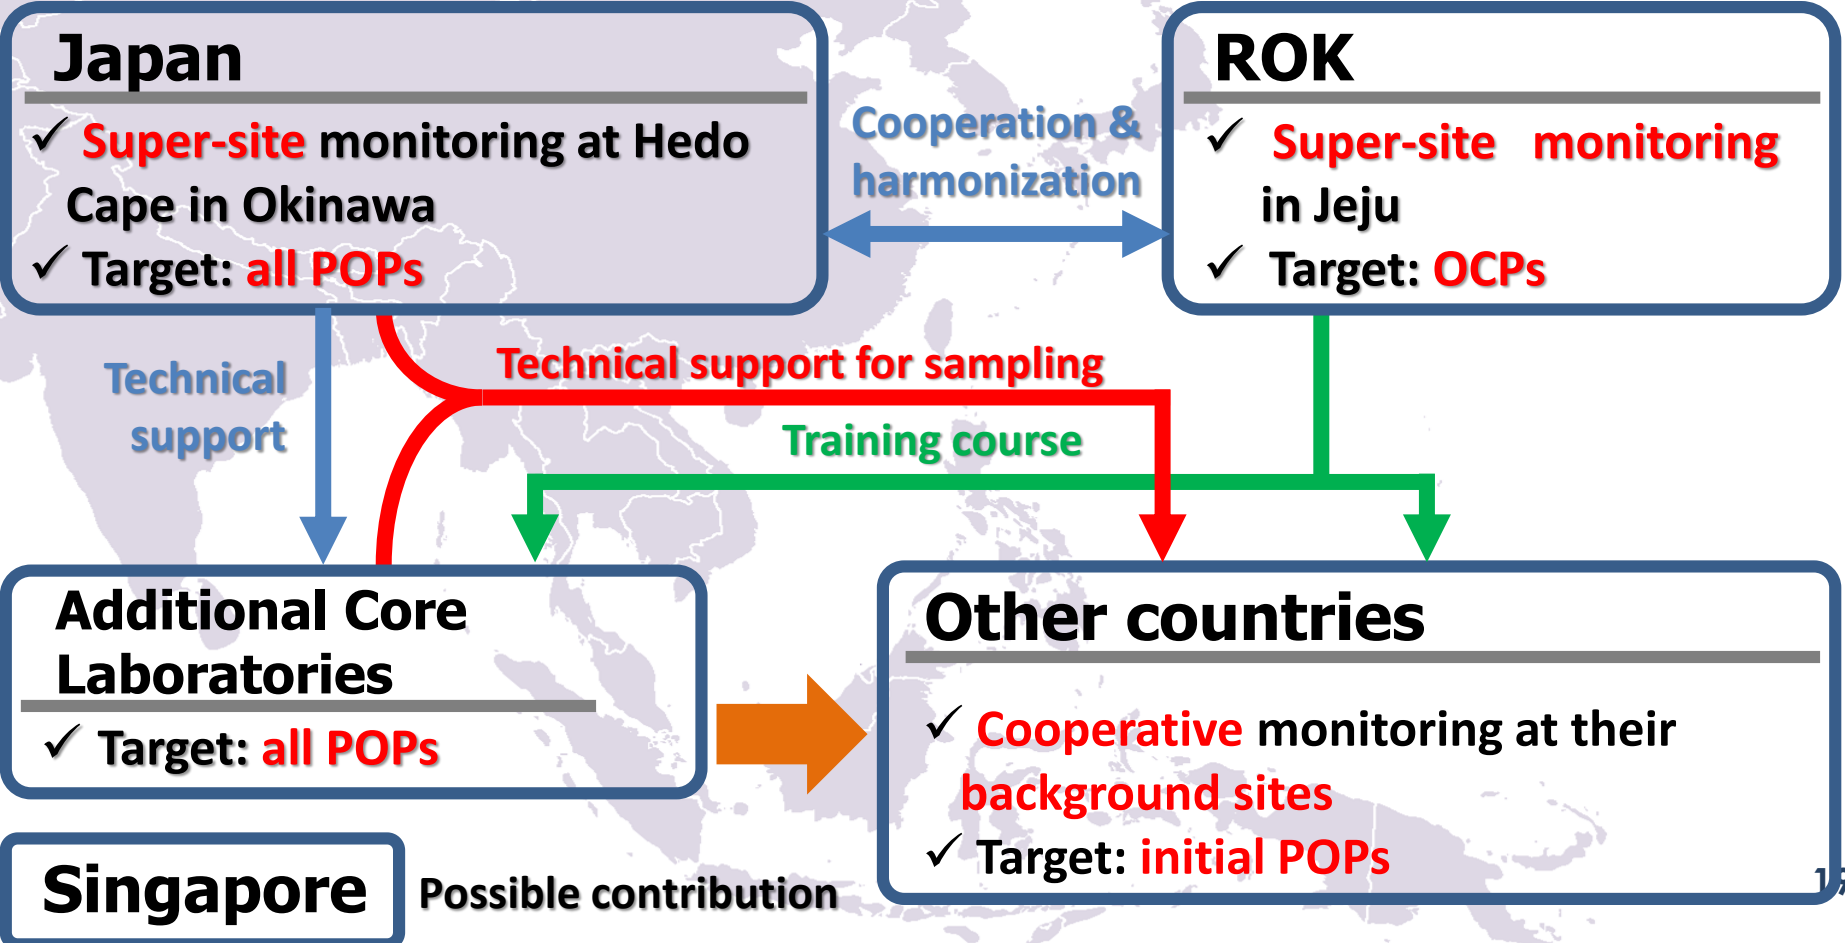 Japan
✓ Super-site monitoring at Hedo
Cape in Okinawa
✓ Target: all POPs
Cooperation &
harmonization
ROK
✓ Super-site monitoring
in Jeju
✓ Target: OCPs
Technical
support
Technical support for sampling
Training course
Additional Core
Laboratories
✓ Target: all POPs
Other countries
✓ Cooperative monitoring at their
background sites
✓ Target: initial POPs
Singapore
Possible contribution